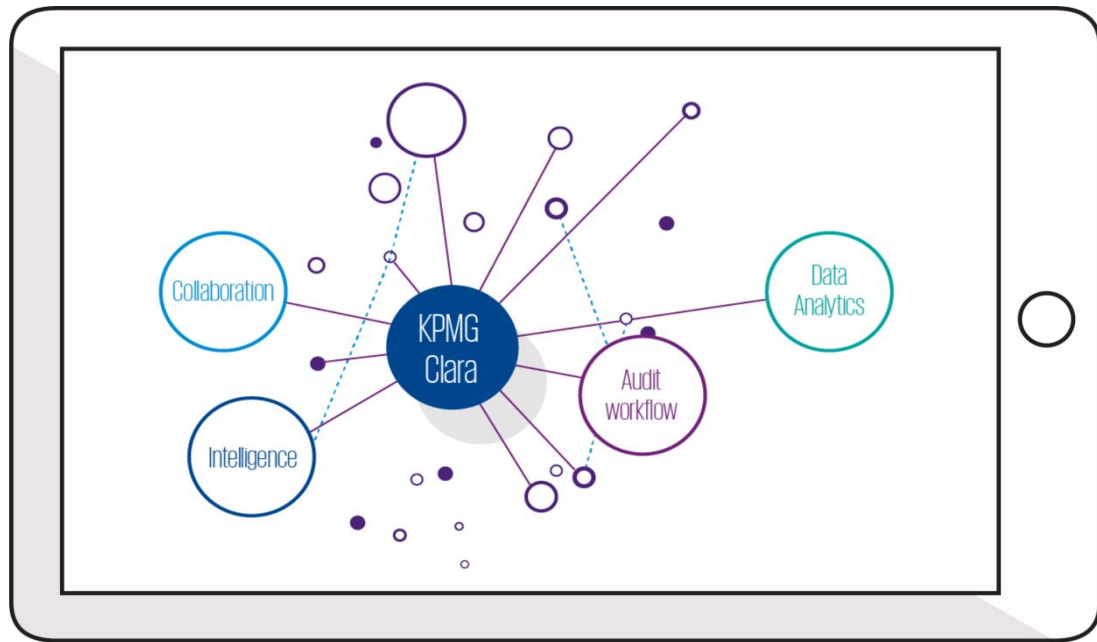 Collaboration
KPMG
Clara
Data
Analytics
Audit
workflow
Intelligence